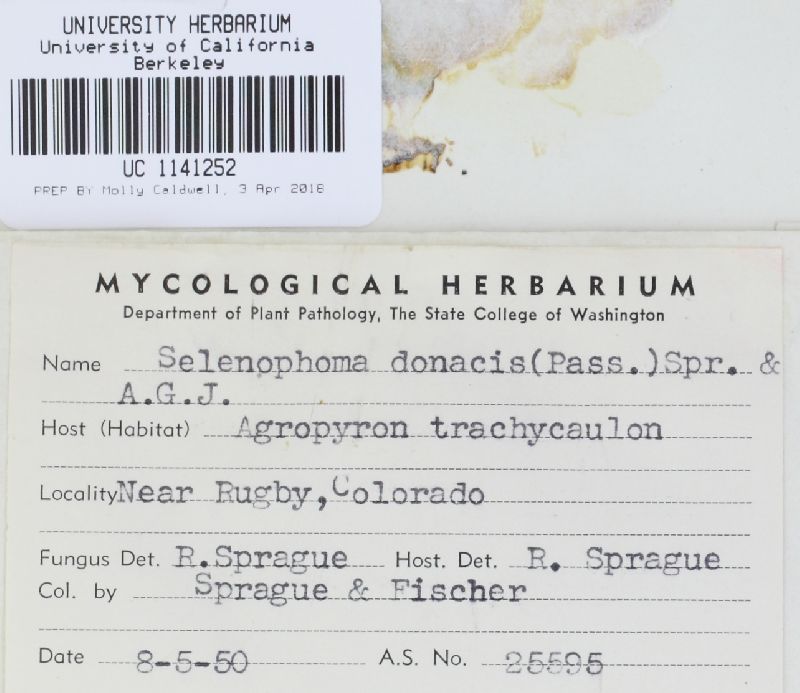 UNIVERSITY HERBARIUM
University of California
Berkeley
UC 1141252
PREP BY Molly Caldwell, 3 Apr 2018
MYCOLOGICAL HERBARIUM
Department of Plant Pathology, The State College of Washington
Name Selenophoma donacis(Pass.)Spr. &
A.G.J.
Host (Habitat) Agropyron trachycaulon
Locality Near Rugby, Colorado
Fungus Det. R.Sprague Host. Det. R. Sprague
Col. by Sprague & Fischer
Date 8-5-50 A.S. No. 25595